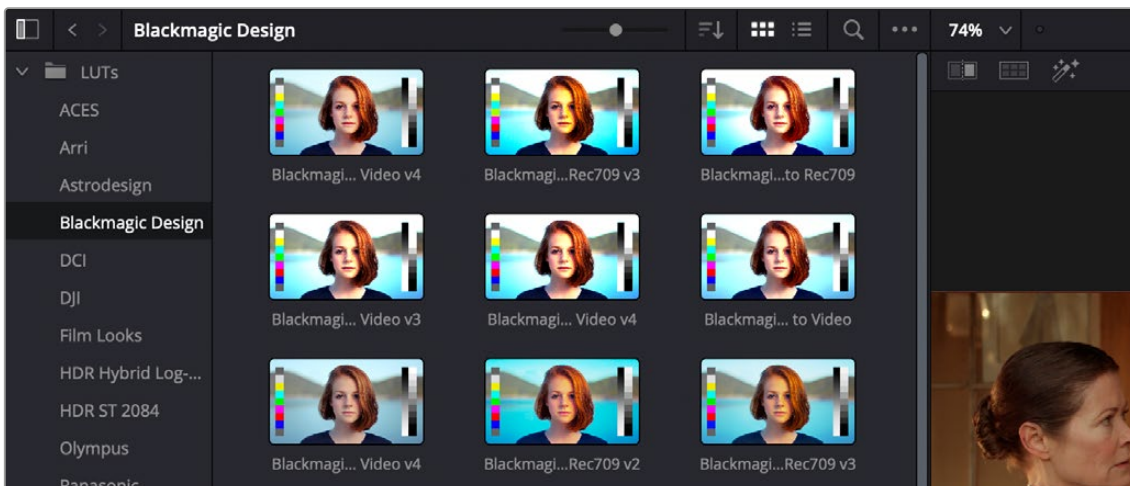 Blackmagic Design
74%
LUTs
ACES
Arri
Astrodesign
Blackmagic Design
DCI
DJI
Film Looks
HDR Hybrid Log-...
HDR ST 2084
Olympus
Panasonic
Blackmagi... Video v4
Blackmagi...Rec709 v3
Blackmagi...to Rec709
Blackmagi... Video v3
Blackmagi... Video v4
Blackmagi... to Video
Blackmagi... Video v4
Blackmagi...Rec709 v2
Blackmagi...Rec709 v3